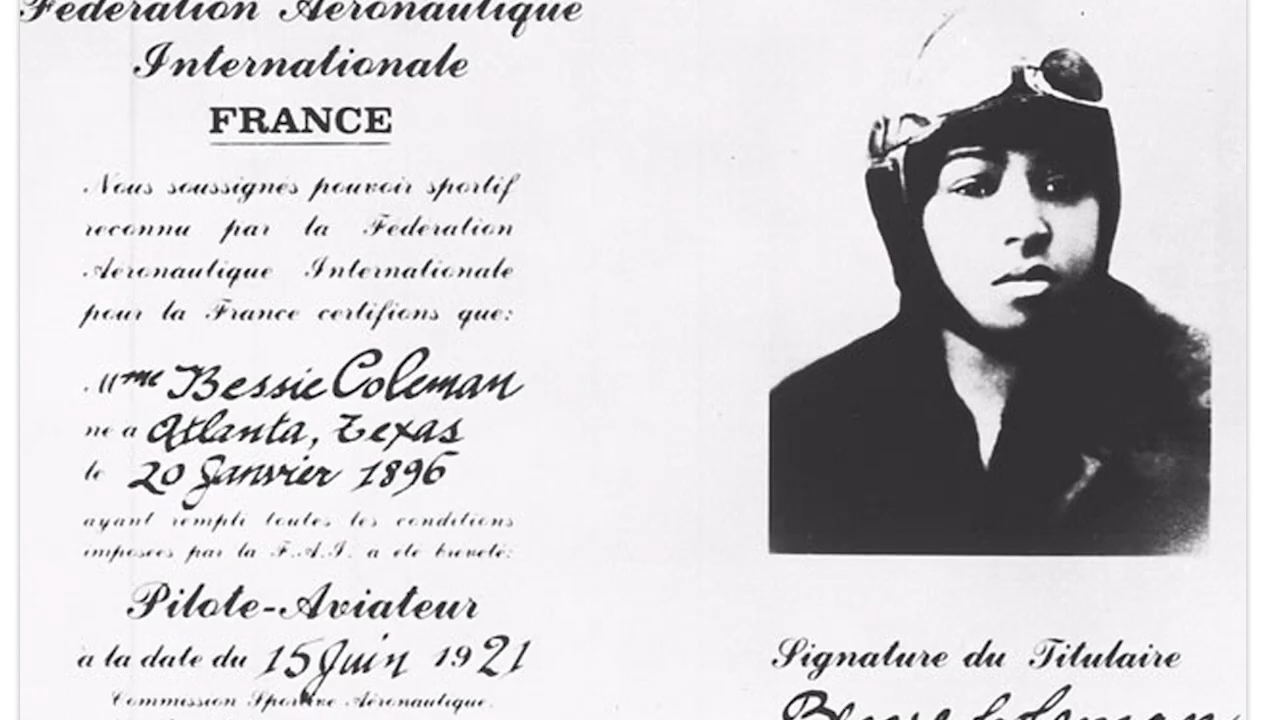 Fédération Aéronautique
Internationale
FRANCE
Nous soussignés pouvoir sportif
reconnu par la Fédération
Aéronautique Internationale
pour la France certifions que:
Mme Bessie Coleman
né à Atlanta, Texas
le 20 Janvier 1896
ayant rempli toutes les conditions
imposées par la F.A.I. a été breveté:
Pilote-Aviateur
à la date du 15 Juin 1921
Commission Sportive Aéronautique.
Signature du Titulaire
Bessie Coleman